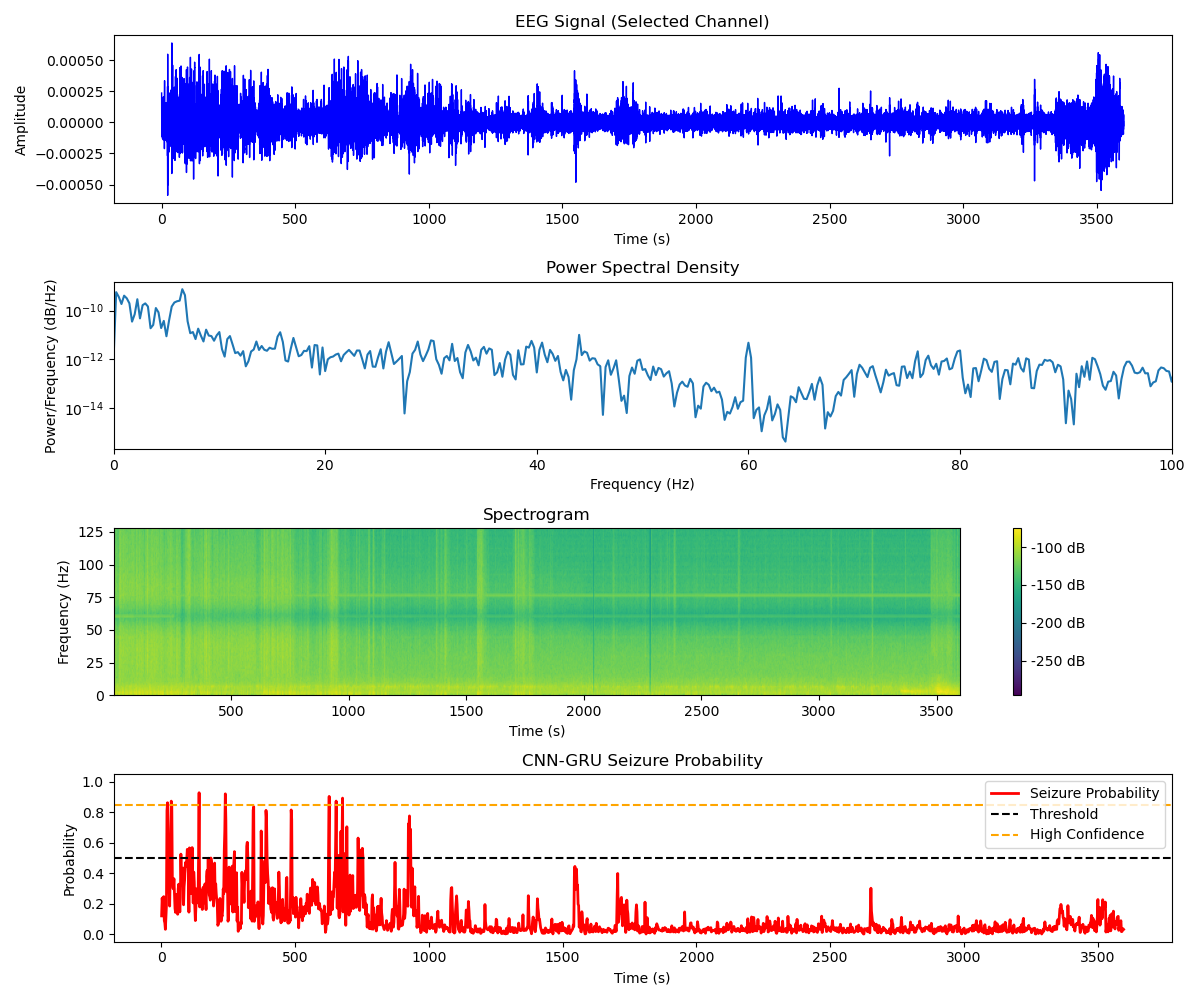 EEG Signal (Selected Channel)
0.00050
0.00025
0.00000
−0.00025
−0.00050
Amplitude
0 500 1000 1500 2000 2500 3000 3500
Time (s)
Power Spectral Density
10⁻¹⁰
10⁻¹²
10⁻¹⁴
Power/Frequency (dB/Hz)
0 20 40 60 80 100
Frequency (Hz)
Spectrogram
125
100
75
50
25
0
Frequency (Hz)
500 1000 1500 2000 2500 3000 3500
Time (s)
-100 dB
-150 dB
-200 dB
-250 dB
CNN-GRU Seizure Probability
1.0
0.8
0.6
0.4
0.2
0.0
Probability
Seizure Probability
Threshold
High Confidence
0 500 1000 1500 2000 2500 3000 3500
Time (s)